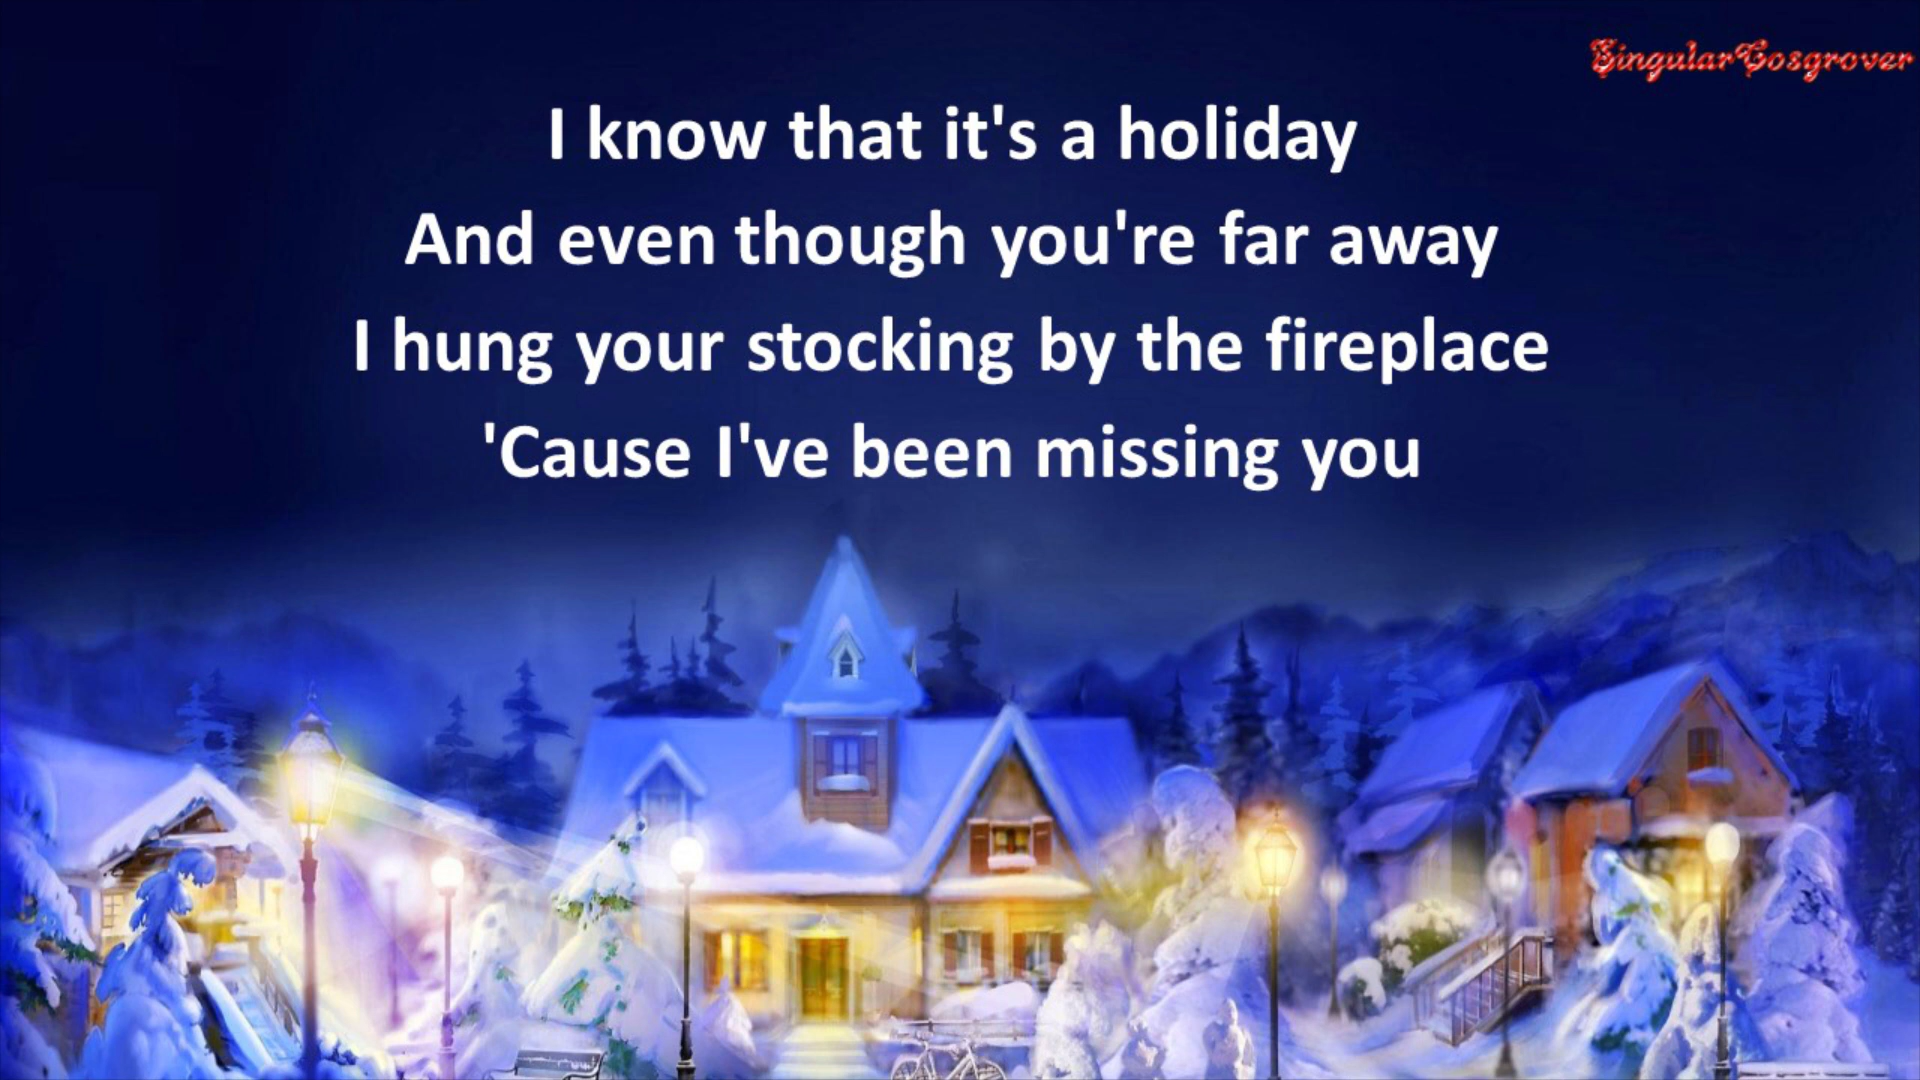 SingularCosgrover
I know that it's a holiday
And even though you're far away
I hung your stocking by the fireplace
'Cause I've been missing you